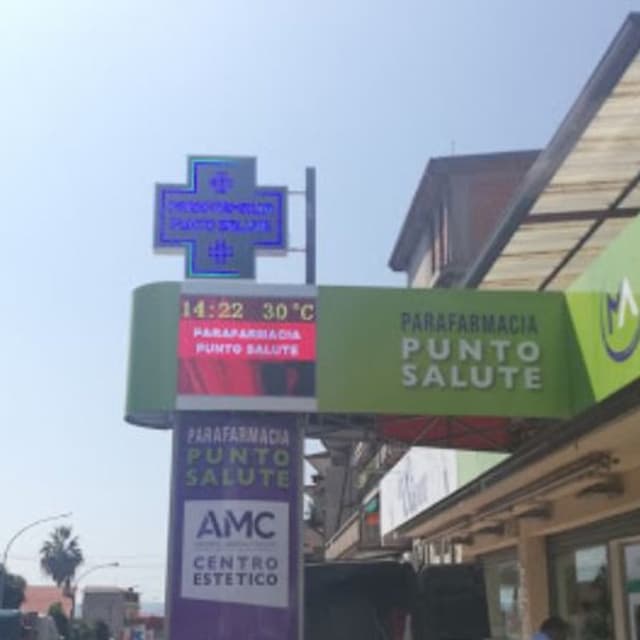 PARAFARMACIA
PUNTO SALUTE
14:22 30°C
PARAFARMACIA
PUNTO SALUTE
PARAFARMACIA
PUNTO
SALUTE
PARAFARMACIA
PUNTO
SALUTE
AMC
CENTRO
ESTETICO